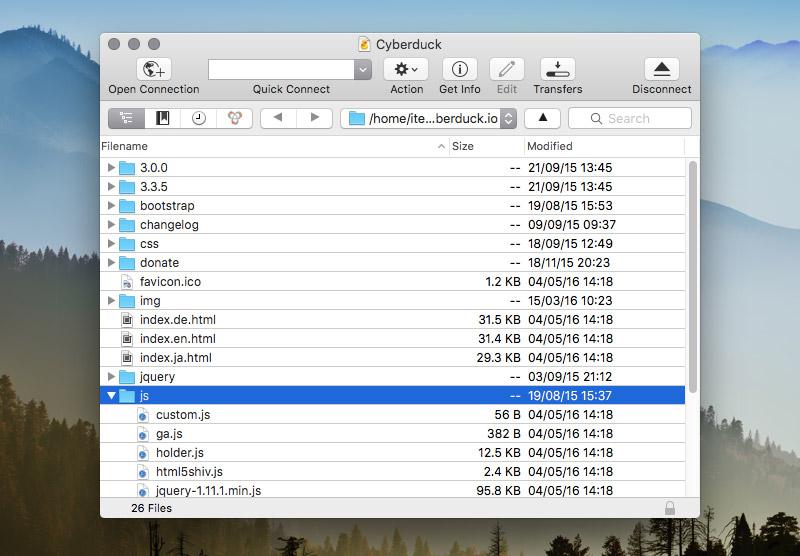 Cyberduck
Open Connection Quick Connect Action Get Info Edit Transfers Disconnect
/home/ite...berduck.io Search
Filename Size Modified
3.0.0 -- 21/09/15 13:45
3.3.5 -- 21/09/15 13:45
bootstrap -- 19/08/15 15:53
changelog -- 09/09/15 09:37
css -- 18/09/15 12:49
donate -- 18/11/15 20:23
favicon.ico 1.2 KB 04/05/16 14:18
img -- 15/03/16 10:23
index.de.html 31.5 KB 04/05/16 14:18
index.en.html 31.4 KB 04/05/16 14:18
index.ja.html 29.3 KB 04/05/16 14:18
jquery -- 03/09/15 21:12
js -- 19/08/15 15:37
custom.js 56 B 04/05/16 14:18
ga.js 382 B 04/05/16 14:18
holder.js 12.5 KB 04/05/16 14:18
html5shiv.js 2.4 KB 04/05/16 14:18
jquery-1.11.1.min.js 95.8 KB 04/05/16 14:18
26 Files